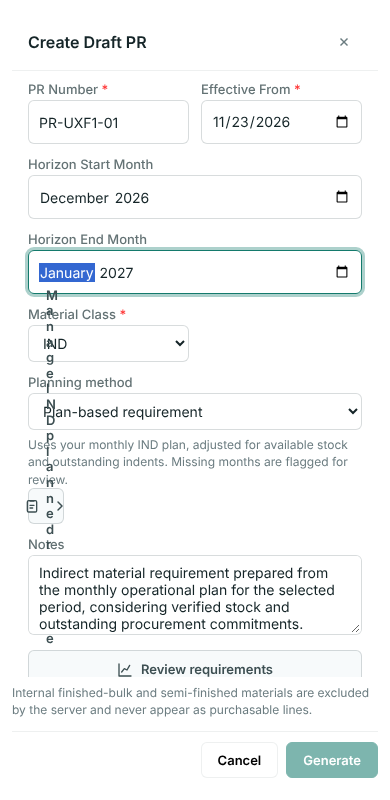 Create Draft PR
PR Number *
Effective From *
PR-UXF1-01
11/23/2026
Horizon Start Month
December 2026
Horizon End Month
January 2027
Material Class *
IND
Planning method
Plan-based requirement
Uses your monthly IND plan, adjusted for available stock
and outstanding indents. Missing months are flagged for
review.
Notes
Indirect material requirement prepared from
the monthly operational plan for the selected
period, considering verified stock and
outstanding procurement commitments.
Review requirements
Internal finished-bulk and semi-finished materials are excluded
by the server and never appear as purchasable lines.
Cancel
Generate